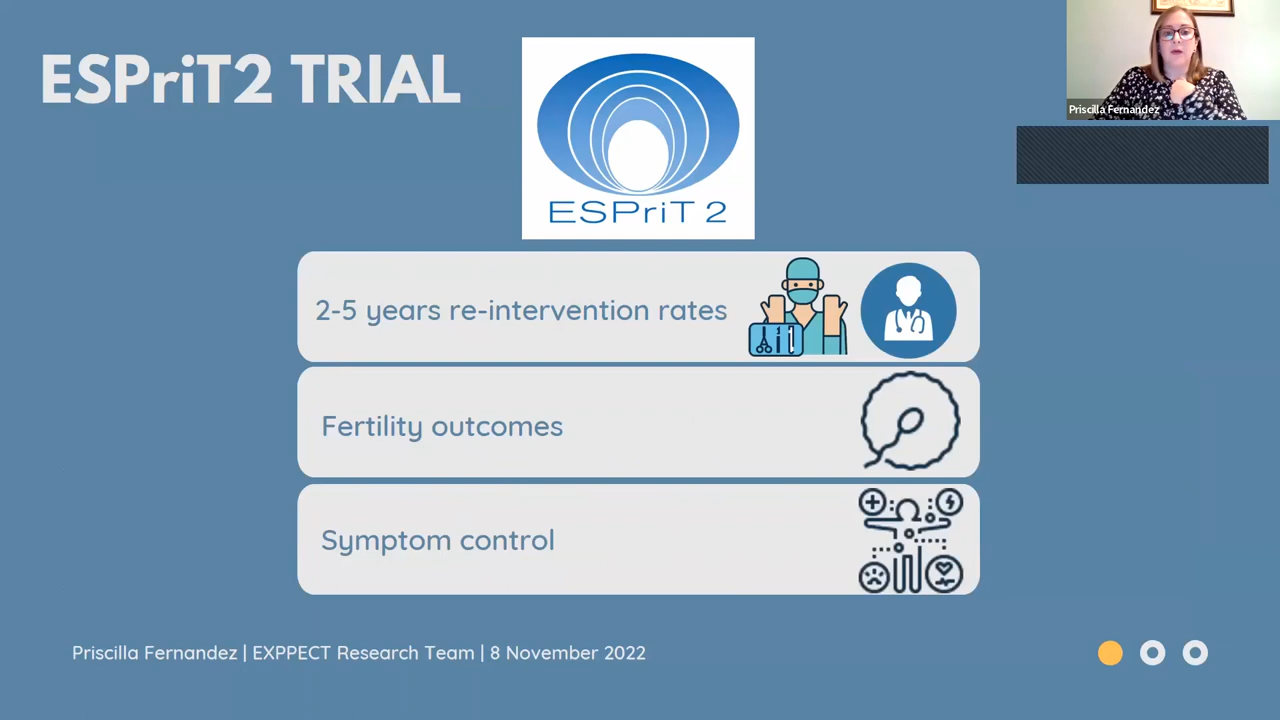 ESPriT2 TRIAL
ESPriT 2
Priscilla Fernandez
2-5 years re-intervention rates
Fertility outcomes
Symptom control
Priscilla Fernandez | EXPPECT Research Team | 8 November 2022